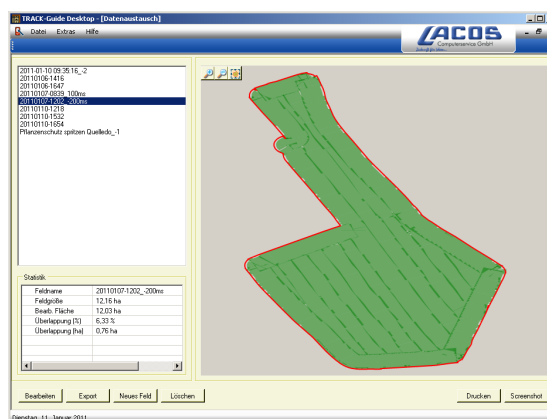 TRACK-Guide Desktop - [Datenaustausch]
Datei Extras Hilfe
LACOS
Computerservice GmbH
2011-01-10 09:35:16_-2
20110106-1416
20110106-1647
20110107-0839_100ms
20110107-1202_-200ms
20110110-1218
20110110-1532
20110110-1654
Pflanzenschutz spritzen Quelledo_-1
Statistik
Feldname 20110107-1202_-200ms
Feldgröße 12,16 ha
Bearb. Fläche 12,03 ha
Überlappung (%) 6,33 %
Überlappung (ha) 0,76 ha
Bearbeiten Export Neues Feld Löschen Drucken Screenshot
Dienstag, 11. Januar 2011